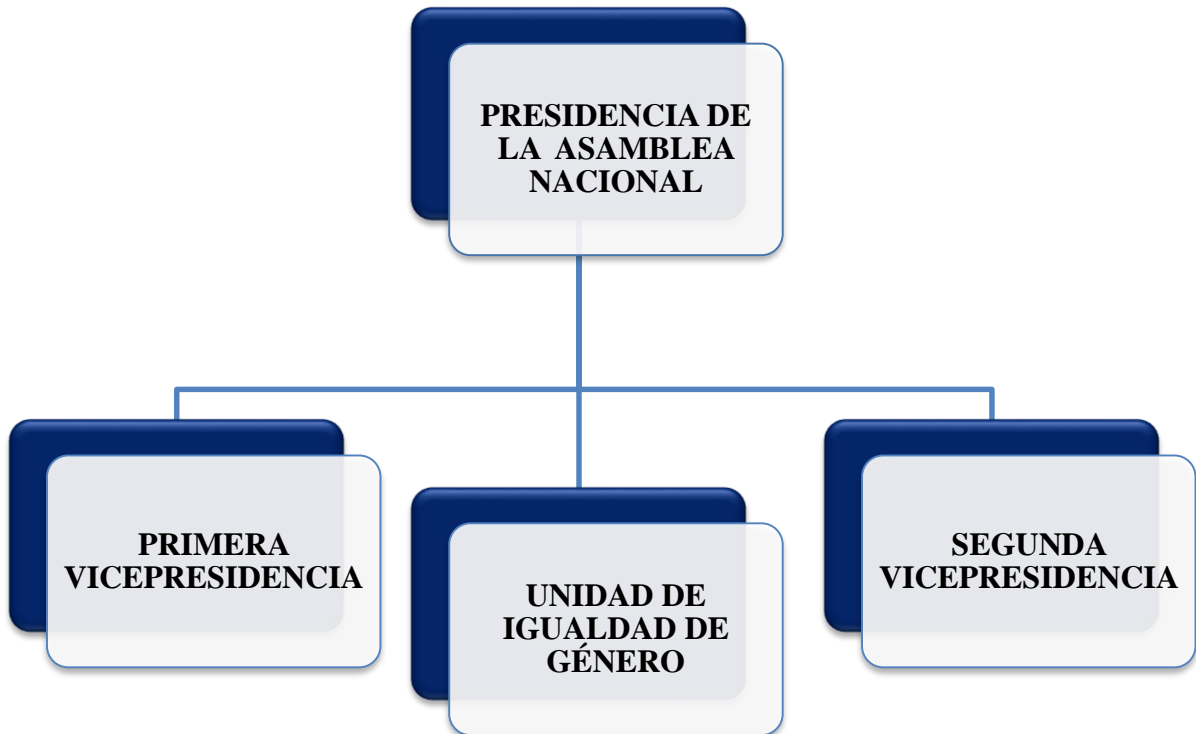 PRESIDENCIA DE
LA ASAMBLEA
NACIONAL
PRIMERA
VICEPRESIDENCIA
UNIDAD DE
IGUALDAD DE
GÉNERO
SEGUNDA
VICEPRESIDENCIA